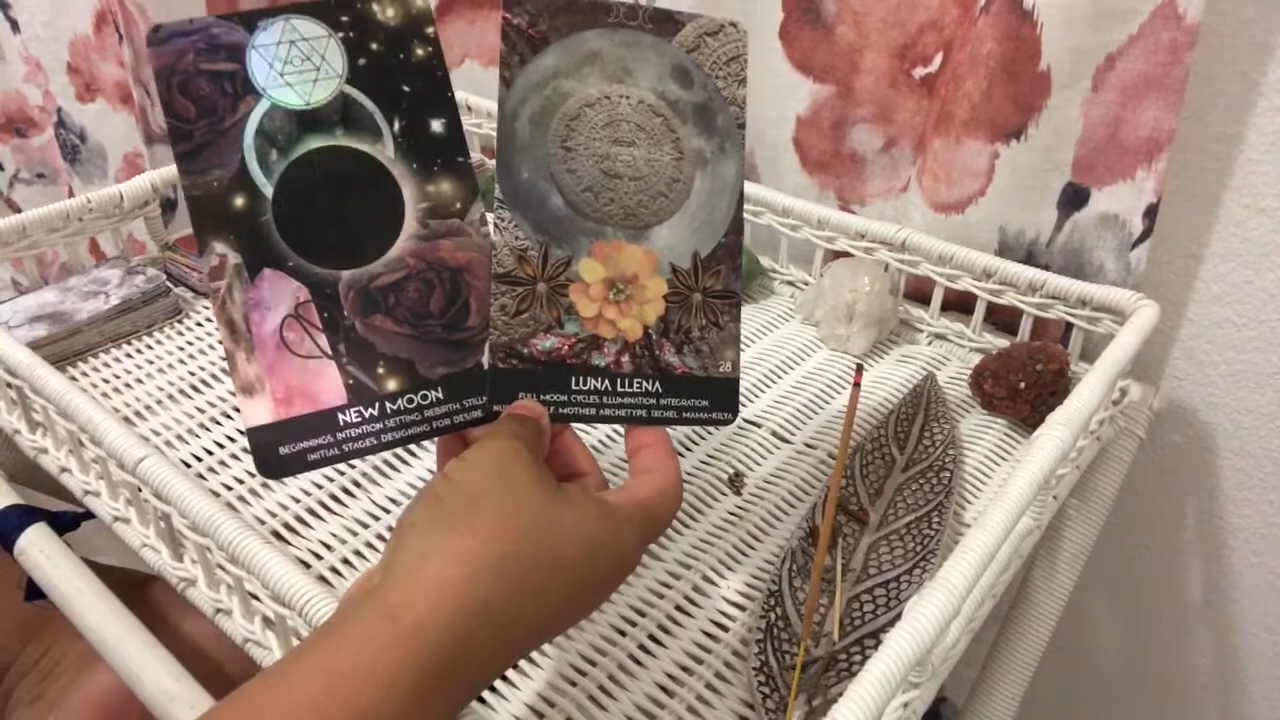 NEW MOON
BEGINNINGS. INTENTION SETTING. REBIRTH.
INITIAL STAGES. DESIGNING FOR DESIRE.
28
LUNA LLENA
FULL MOON. CYCLES. ILLUMINATION. INTEGRATION.
MOTHER ARCHETYPE. IXCHEL. MAMA-KILYA